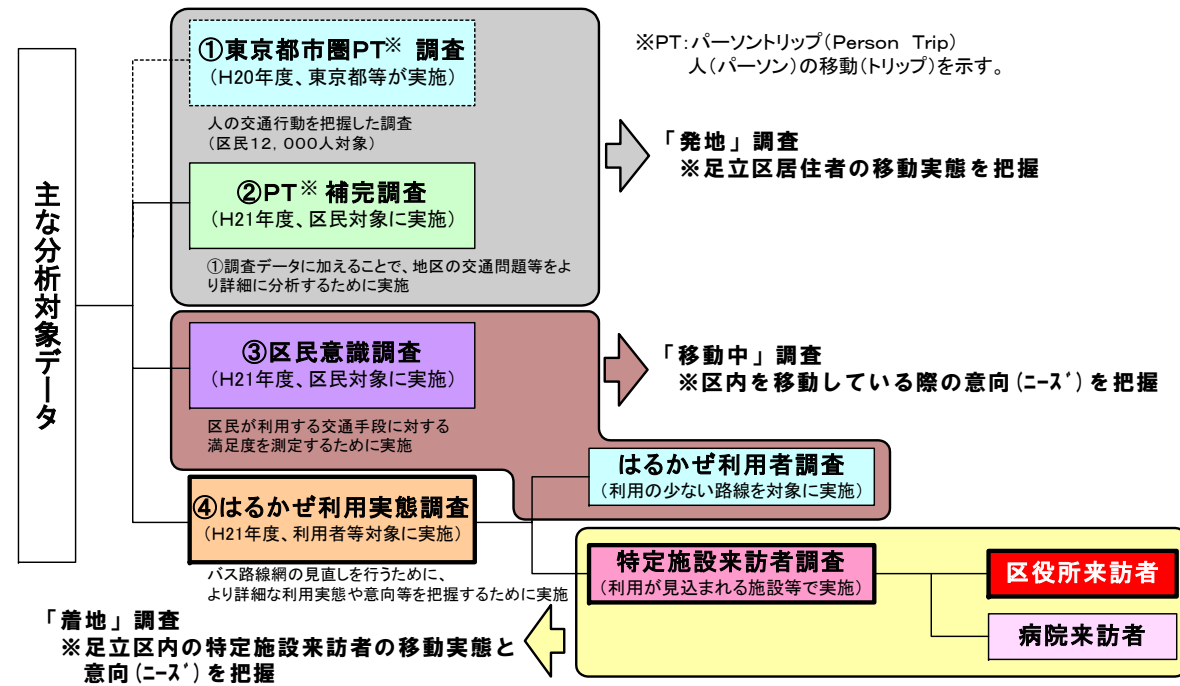 主な分析対象データ
①東京都市圏PT※ 調査
(H20年度、東京都等が実施)
人の交通行動を把握した調査
(区民12,000人対象)
②PT※ 補完調査
(H21年度、区民対象に実施)
①調査データに加えることで、地区の交通問題等をよ
り詳細に分析するために実施
※PT:パーソントリップ(Person Trip)
人(パーソン)の移動(トリップ)を示す。
「発地」調査
※足立区居住者の移動実態を把握
③区民意識調査
(H21年度、区民対象に実施)
区民が利用する交通手段に対する
満足度を測定するために実施
「移動中」調査
※区内を移動している際の意向(ニーズ)を把握
はるかぜ利用者調査
(利用の少ない路線を対象に実施)
④はるかぜ利用実態調査
(H21年度、利用者等対象に実施)
バス路線網の見直しを行うために、
より詳細な利用実態や意向等を把握するために実施
特定施設来訪者調査
(利用が見込まれる施設等で実施)
区役所来訪者
病院来訪者
「着地」調査
※足立区内の特定施設来訪者の移動実態と
意向(ニーズ)を把握